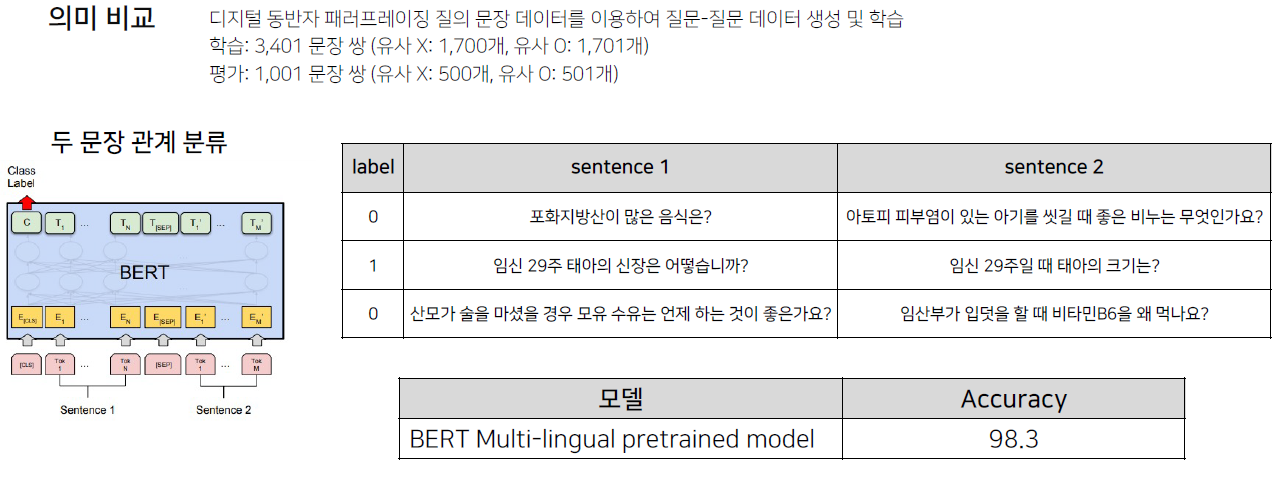 의미 비교
디지털 동반자 패러프레이징 질의 문장 데이터를 이용하여 질문-질문 데이터 생성 및 학습
학습: 3,401 문장 쌍 (유사 X: 1,700개, 유사 O: 1,701개)
평가: 1,001 문장 쌍 (유사 X: 500개, 유사 O: 501개)
두 문장 관계 분류
Class
Label
C T1 ... TN T[SEP] T1' ... TM'
BERT
E[CLS] E1 ... EN E[SEP] E1' ... EM'
[CLS] Tok 1 ... Tok N [SEP] Tok 1 ... Tok M
Sentence 1 Sentence 2
label sentence 1 sentence 2
0 포화지방산이 많은 음식은? 아토피 피부염이 있는 아기를 씻길 때 좋은 비누는 무엇인가요?
1 임신 29주 태아의 신장은 어떻습니까? 임신 29주일 때 태아의 크기는?
0 산모가 술을 마셨을 경우 모유 수유는 언제 하는 것이 좋은가요? 임산부가 입덧을 할 때 비타민B6을 왜 먹나요?
모델 Accuracy
BERT Multi-lingual pretrained model 98.3